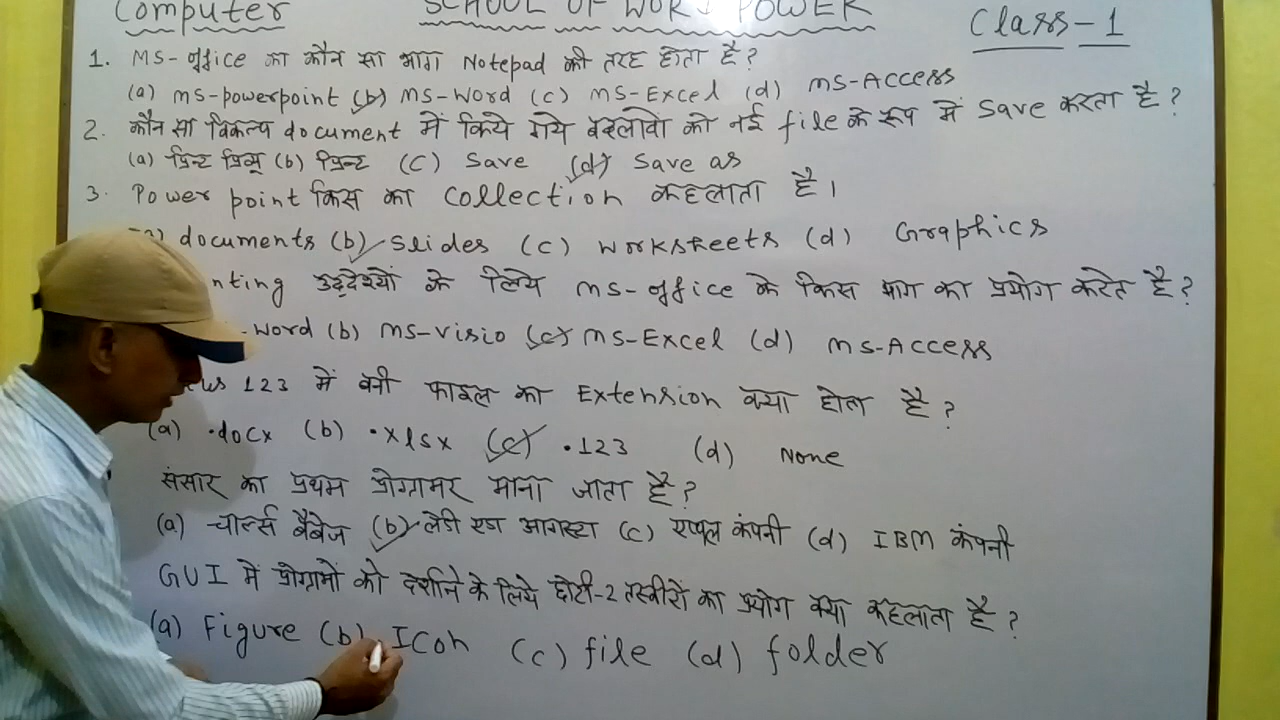 Computer SCHOOL OF WORD POWER Class-1
1. MS-office का कौन सा भाग Notepad की तरह होता है?
(a) MS-powerpoint (b) MS-Word (c) MS-Excel (d) MS-Access
2. कौन सा विकल्प document में किये गये बदलावो को नई file के रूप में Save करता है?
(a) प्रिन्ट प्रिव्यू (b) प्रिन्ट (c) Save (d) Save as
3. Power point किस का Collection कहलाता है।
(a) documents (b) Slides (c) Worksheets (d) Graphics
nting उद्देश्यों के लिये MS-office के किस भाग का प्रयोग करते है?
-Word (b) MS-Visio (c) MS-Excel (d) MS-Access
us 123 में बनी फाइल का Extension क्या होता है?
(a) .docx (b) .xlsx (c) .123 (d) None
संसार का प्रथम प्रोग्रामर माना जाता है?
(a) चार्ल्स बैबेज (b) लेडी एडा आगस्टा (c) एप्पल कंपनी (d) IBM कंपनी
GUI में प्रोग्रामों को दर्शाने के लिये छोटी-2 तस्वीरों का प्रयोग क्या कहलाता है?
(a) Figure (b) Icon (c) file (d) folder